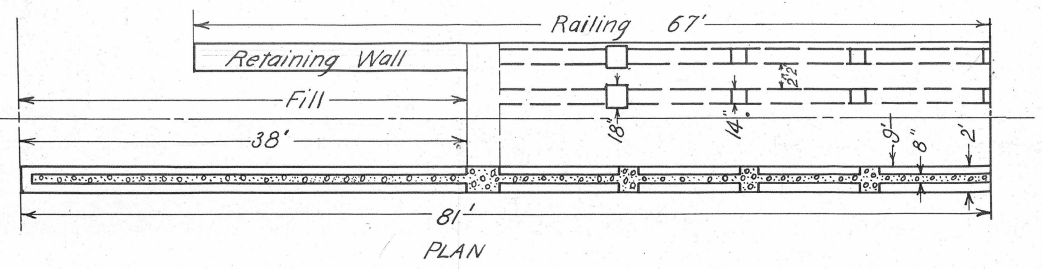 Railing 67'
Retaining Wall
Fill
2'2"
18"
14"
38'
9'
8"
2'
81'
PLAN